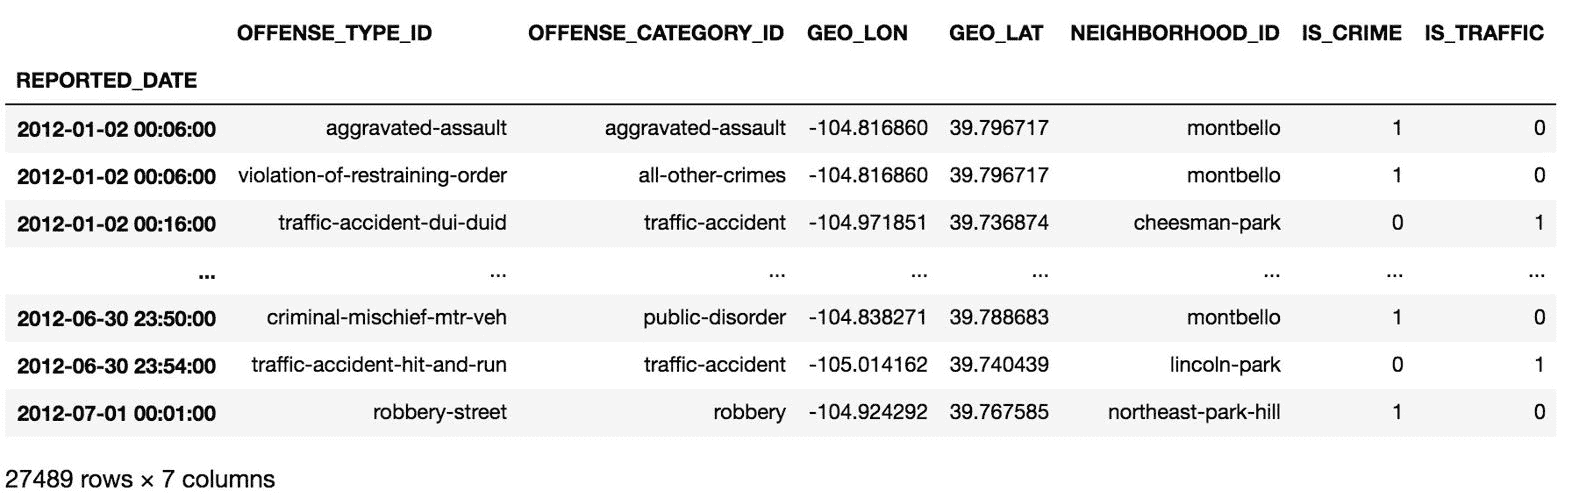 OFFENSE_TYPE_ID OFFENSE_CATEGORY_ID GEO_LON GEO_LAT NEIGHBORHOOD_ID IS_CRIME IS_TRAFFIC
REPORTED_DATE
2012-01-02 00:06:00 aggravated-assault aggravated-assault -104.816860 39.796717 montbello 1 0
2012-01-02 00:06:00 violation-of-restraining-order all-other-crimes -104.816860 39.796717 montbello 1 0
2012-01-02 00:16:00 traffic-accident-dui-duid traffic-accident -104.971851 39.736874 cheesman-park 0 1
... ... ... ... ... ... ... ...
2012-06-30 23:50:00 criminal-mischief-mtr-veh public-disorder -104.838271 39.788683 montbello 1 0
2012-06-30 23:54:00 traffic-accident-hit-and-run traffic-accident -105.014162 39.740439 lincoln-park 0 1
2012-07-01 00:01:00 robbery-street robbery -104.924292 39.767585 northeast-park-hill 1 0
27489 rows × 7 columns